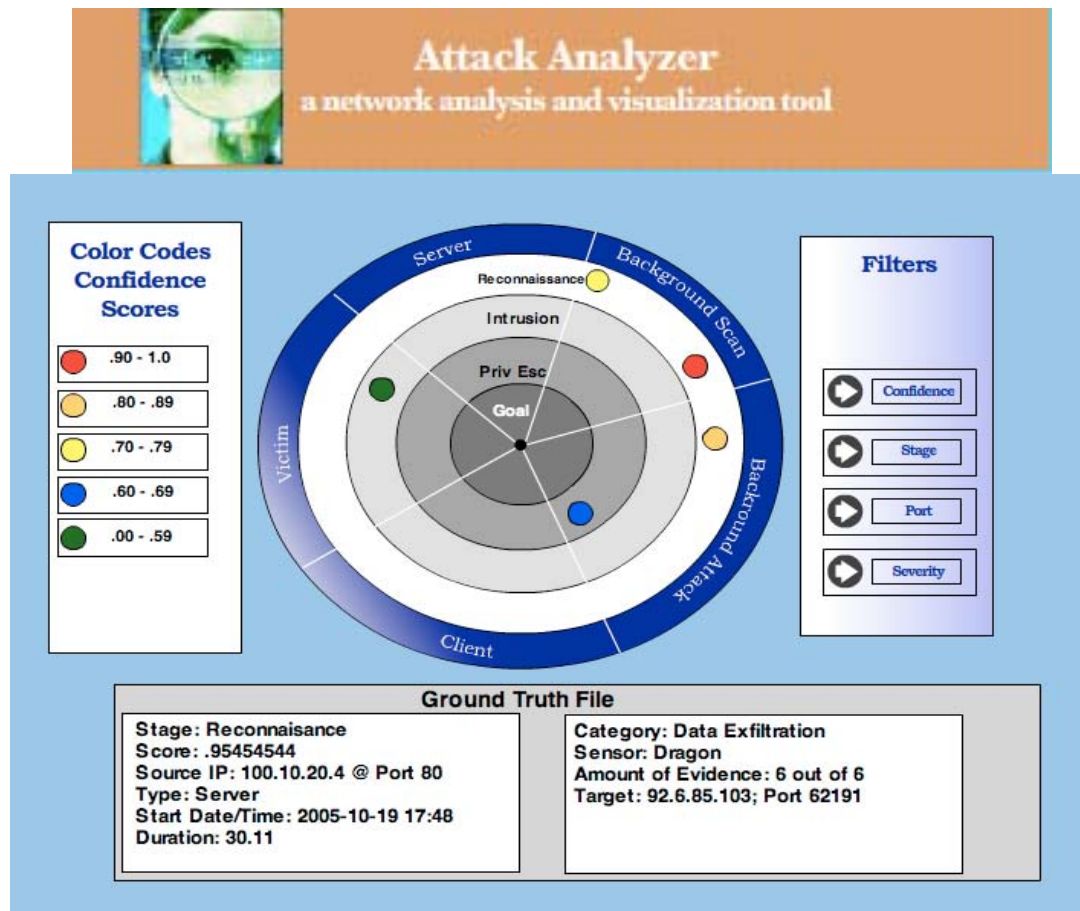 Attack Analyzer
a network analysis and visualization tool
Color Codes
Confidence
Scores
.90 - 1.0
.80 - .89
.70 - .79
.60 - .69
.00 - .59
Server
Background Scan
Backround Attack
Client
Victim
Reconnaissance
Intrusion
Priv Esc
Goal
Filters
Confidence
Stage
Port
Severity
Ground Truth File
Stage: Reconnaisance
Score: .95454544
Source IP: 100.10.20.4 @ Port 80
Type: Server
Start Date/Time: 2005-10-19 17:48
Duration: 30.11
Category: Data Exfiltration
Sensor: Dragon
Amount of Evidence: 6 out of 6
Target: 92.6.85.103; Port 62191